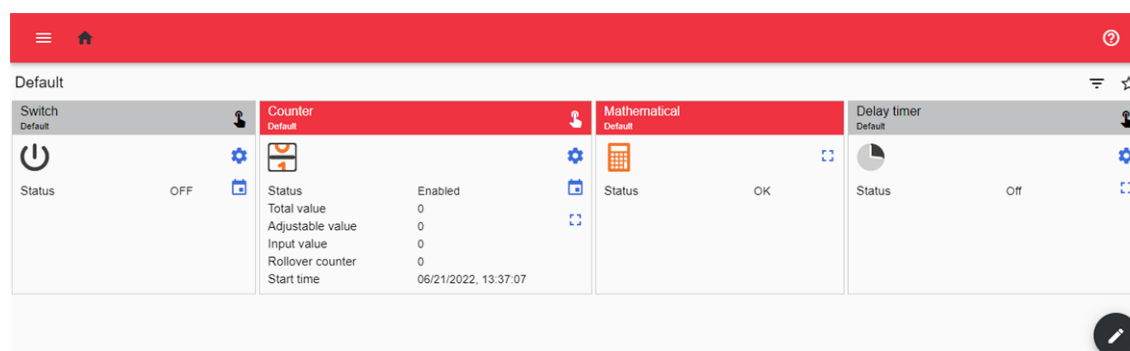 Default
Switch
Default
Status OFF
Counter
Default
Status Enabled
Total value 0
Adjustable value 0
Input value 0
Rollover counter 0
Start time 06/21/2022, 13:37:07
Mathematical
Default
Status OK
Delay timer
Default
Status Off